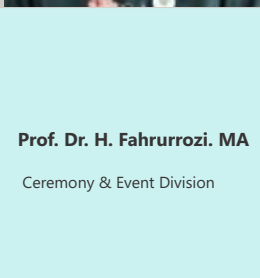 Prof. Dr. H. Fahrurrozi. MA
Ceremony & Event Division